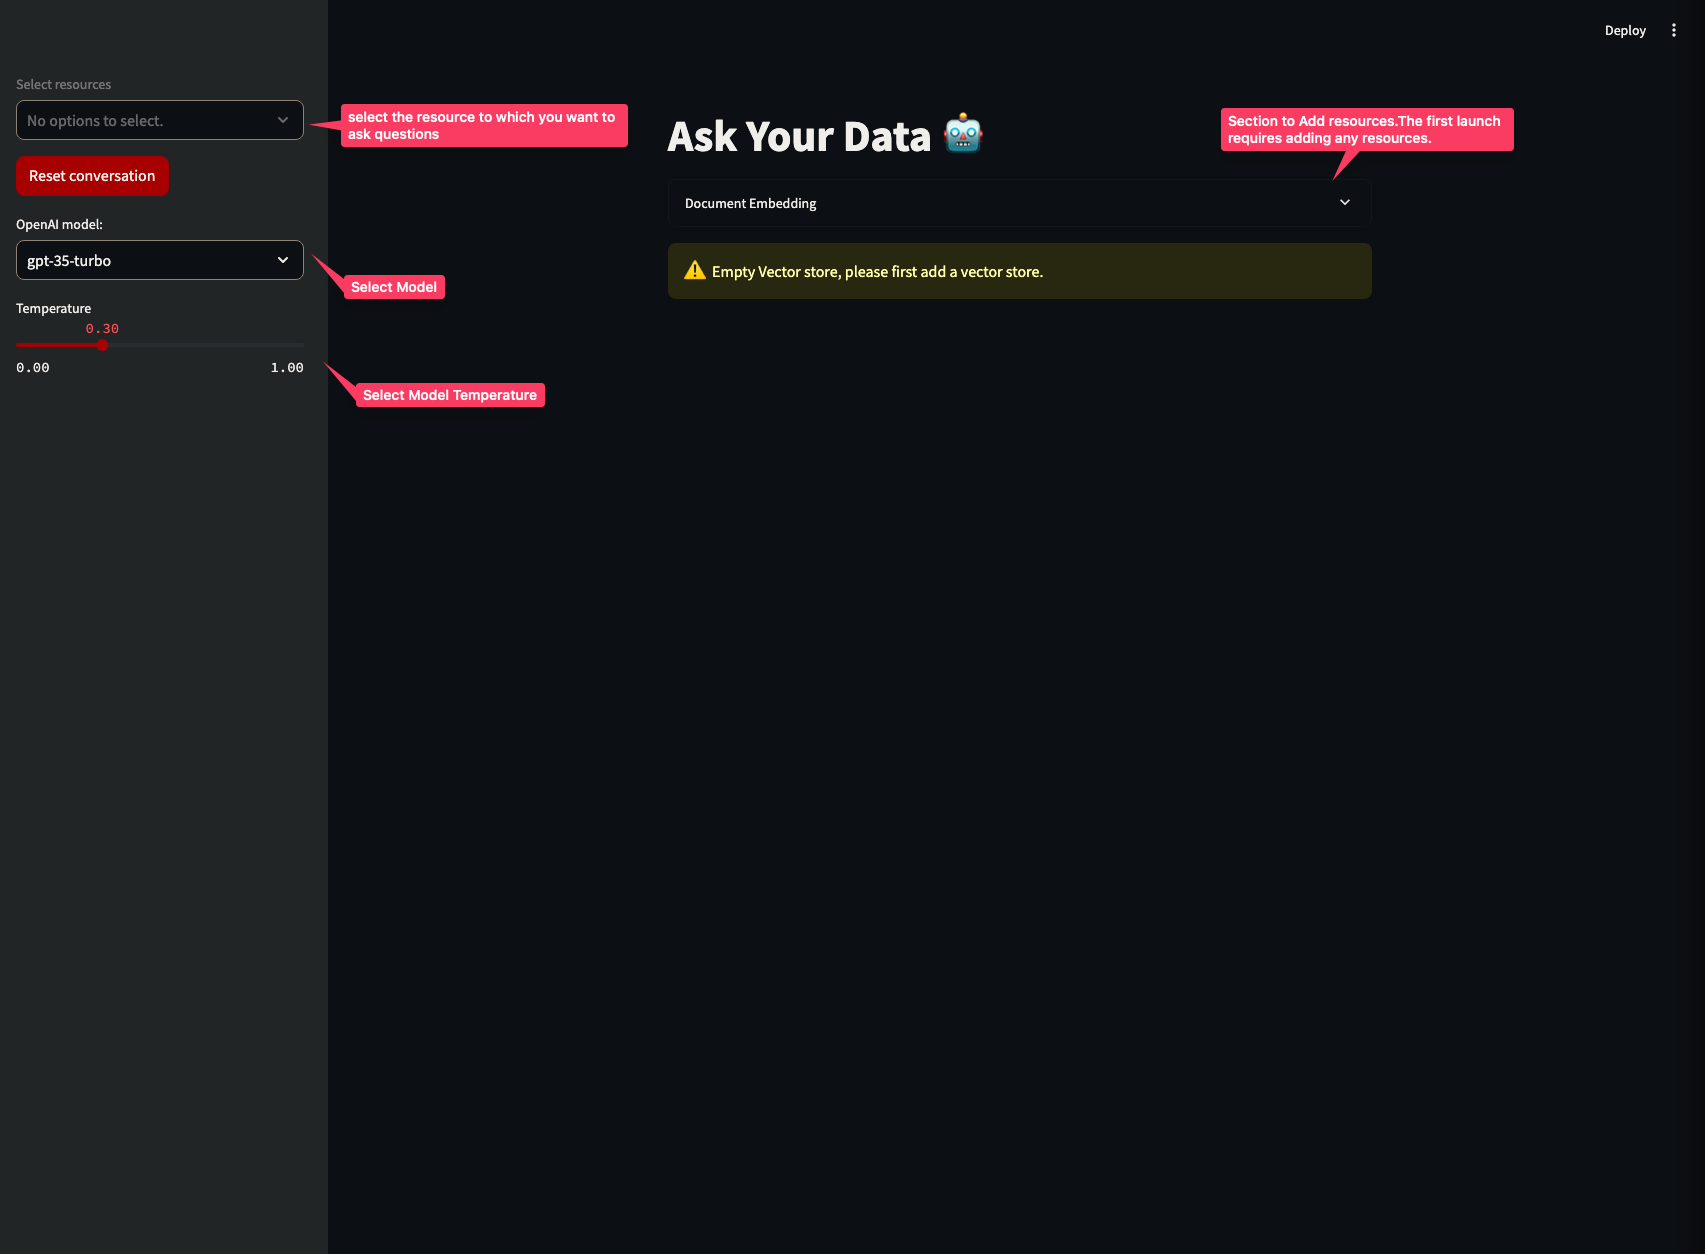 Deploy
Select resources
No options to select.
select the resource to which you want to
ask questions
Reset conversation
OpenAI model:
gpt-35-turbo
Select Model
Temperature
0.30
0.00
1.00
Select Model Temperature
Ask Your Data 🤖
Section to Add resources.The first launch
requires adding any resources.
Document Embedding
⚠️ Empty Vector store, please first add a vector store.